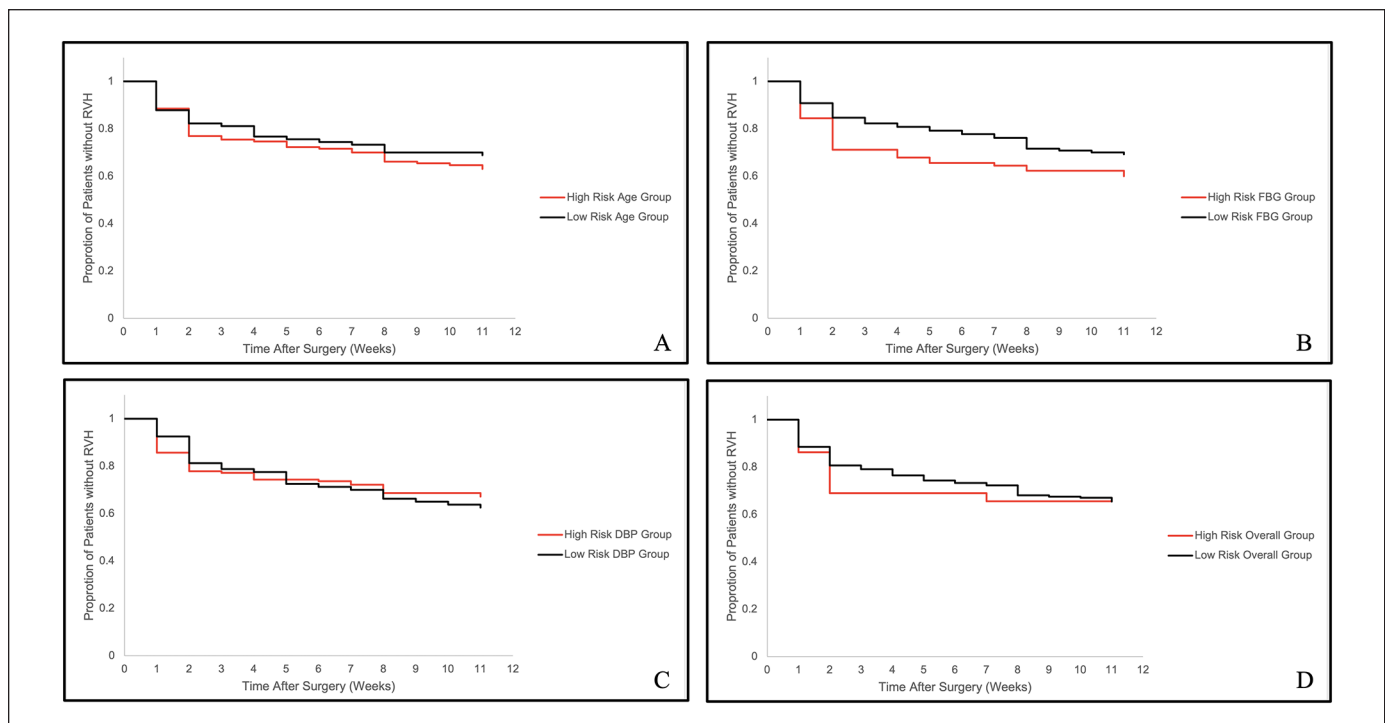 Proprotion of Patients without RVH
1
0.8
0.6
0.4
0.2
0
0 1 2 3 4 5 6 7 8 9 10 11 12
Time After Surgery (Weeks)
High Risk Age Group
Low Risk Age Group
A
Proprotion of Patients without RVH
1
0.8
0.6
0.4
0.2
0
0 1 2 3 4 5 6 7 8 9 10 11 12
Time After Surgery (Weeks)
High Risk FBG Group
Low Risk FBG Group
B
Proprotion of Patients without RVH
1
0.8
0.6
0.4
0.2
0
0 1 2 3 4 5 6 7 8 9 10 11 12
Time After Surgery (Weeks)
High Risk DBP Group
Low Risk DBP Group
C
Proprotion of Patients without RVH
1
0.8
0.6
0.4
0.2
0
0 1 2 3 4 5 6 7 8 9 10 11 12
Time After Surgery (Weeks)
High Risk Overall Group
Low Risk Overall Group
D